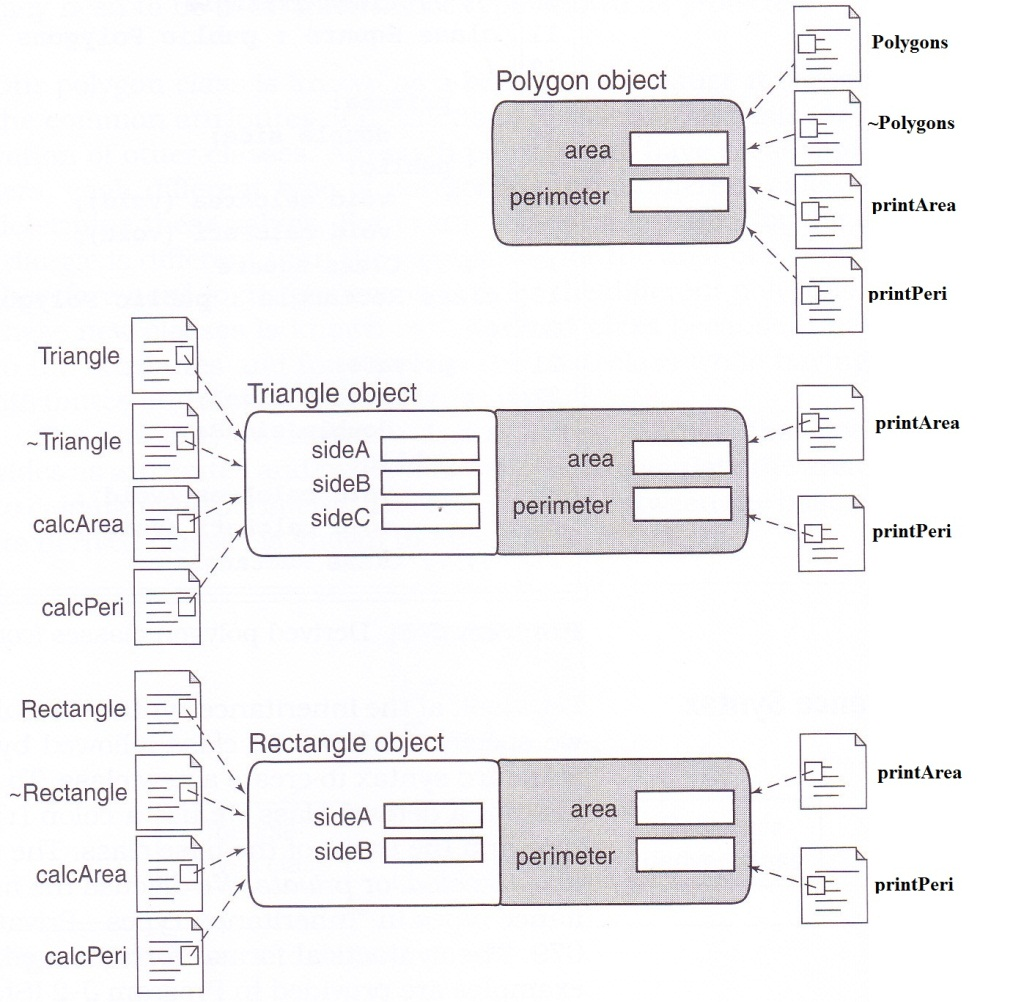 Polygons
Polygon object
~Polygons
area
perimeter
printArea
printPeri
Triangle
Triangle object
~Triangle
sideA
sideB
sideC
area
perimeter
printArea
calcArea
printPeri
calcPeri
Rectangle
Rectangle object
~Rectangle
sideA
sideB
area
perimeter
printArea
calcArea
printPeri
calcPeri